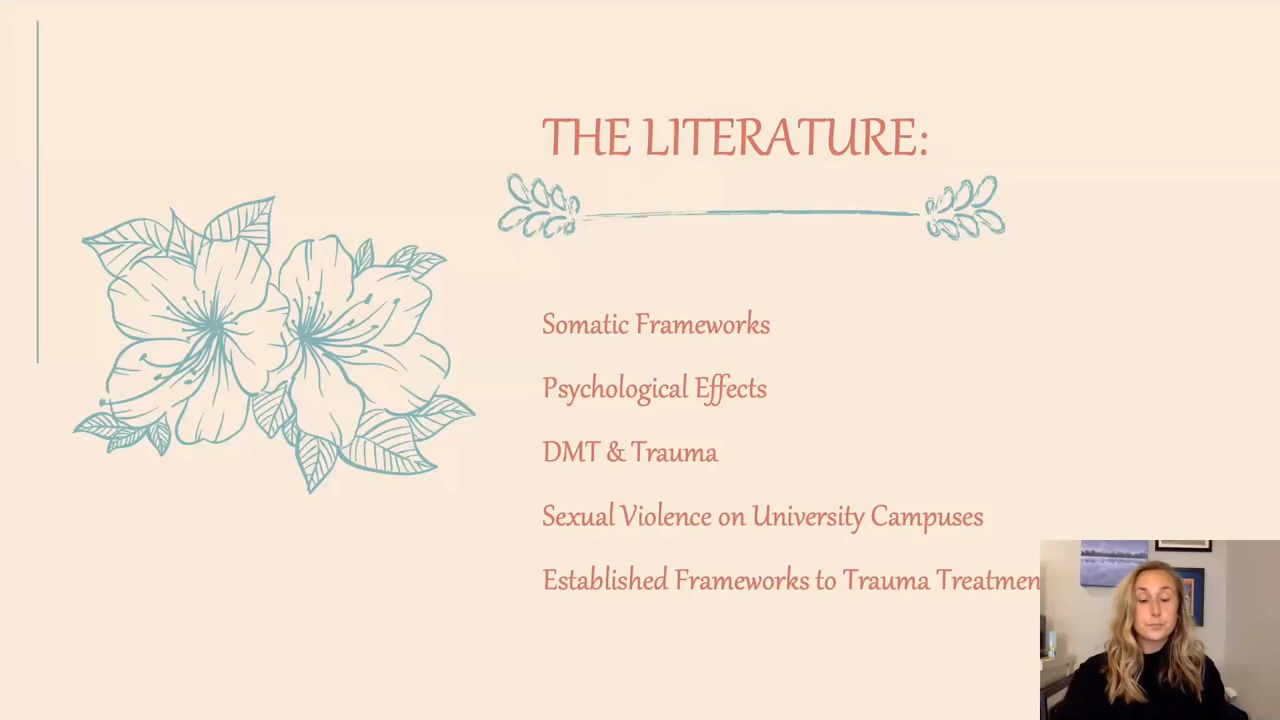 THE LITERATURE:
Somatic Frameworks
Psychological Effects
DMT & Trauma
Sexual Violence on University Campuses
Established Frameworks to Trauma Treatmen